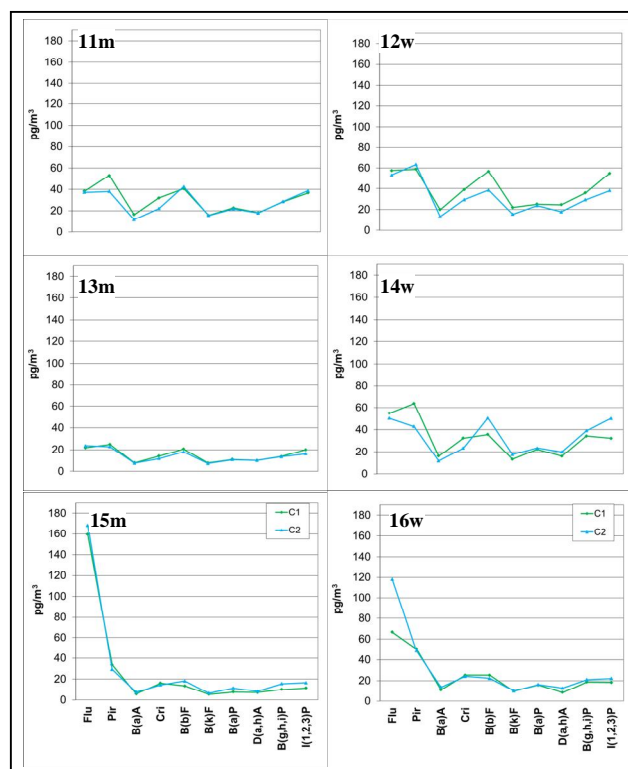 11m
180
160
140
120
100
80
60
40
20
0
pg/m³
12w
180
160
140
120
100
80
60
40
20
0
pg/m³
13m
180
160
140
120
100
80
60
40
20
0
pg/m³
14w
180
160
140
120
100
80
60
40
20
0
pg/m³
15m
C1
C2
180
160
140
120
100
80
60
40
20
0
pg/m³
Flu
Pir
B(a)A
Cri
B(b)F
B(k)F
B(a)P
D(a,h)A
B(g,h,i)P
I(1,2,3)P
16w
C1
C2
180
160
140
120
100
80
60
40
20
0
pg/m³
Flu
Pir
B(a)A
Cri
B(b)F
B(k)F
B(a)P
D(a,h)A
B(g,h,i)P
I(1,2,3)P